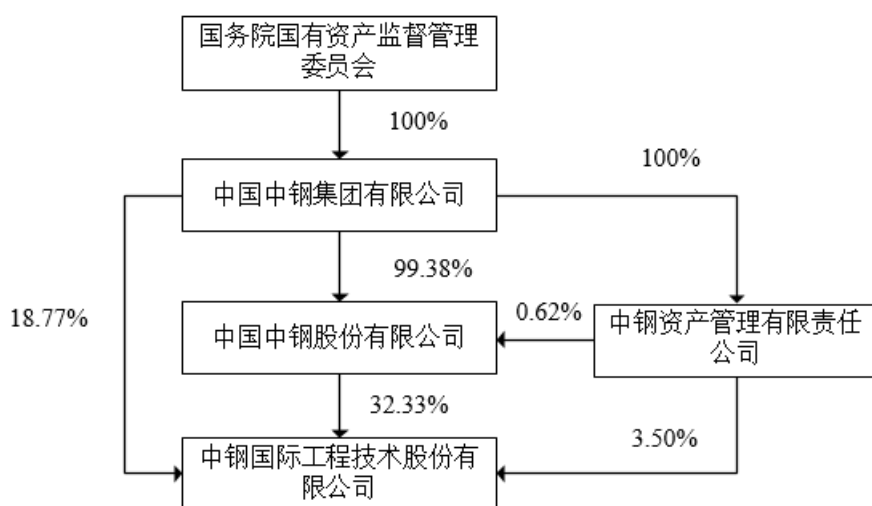 国务院国有资产监督管理
委员会
100%
100%
中国中钢集团有限公司
99.38%
18.77%
0.62%
中国中钢股份有限公司
中钢资产管理有限责任
公司
32.33%
3.50%
中钢国际工程技术股份有
限公司